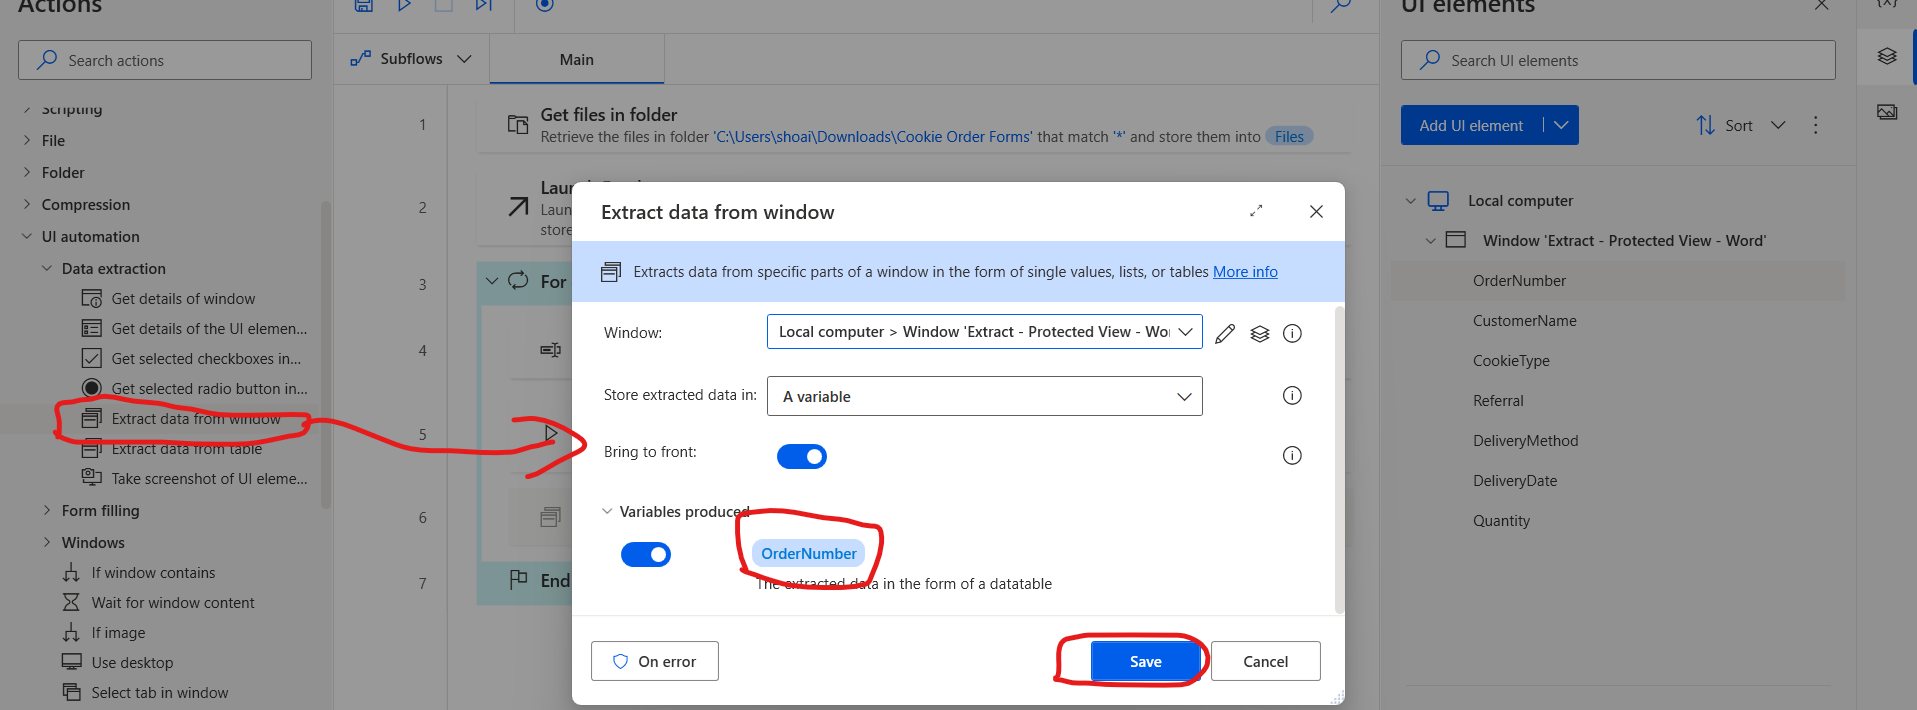 Actions
Search actions
Scripting
File
Folder
Compression
UI automation
Data extraction
Get details of window
Get details of the UI elemen...
Get selected checkboxes in...
Get selected radio button in...
Extract data from window
Extract data from table
Take screenshot of UI eleme...
Form filling
Windows
If window contains
Wait for window content
If image
Use desktop
Select tab in window
Subflows
Main
1
Get files in folder
Retrieve the files in folder 'C:\Users\shoai\Downloads\Cookie Order Forms' that match '*' and store them into Files
2
Laun
store
3
For
4
5
6
7
End
Extract data from window
Extracts data from specific parts of a window in the form of single values, lists, or tables More info
Window:
Local computer > Window 'Extract - Protected View - Wo
Store extracted data in:
A variable
Bring to front:
Variables produced
OrderNumber
The extracted data in the form of a datatable
On error
Save
Cancel
UI elements
Search UI elements
Add UI element
Sort
Local computer
Window 'Extract - Protected View - Word'
OrderNumber
CustomerName
CookieType
Referral
DeliveryMethod
DeliveryDate
Quantity
{x}